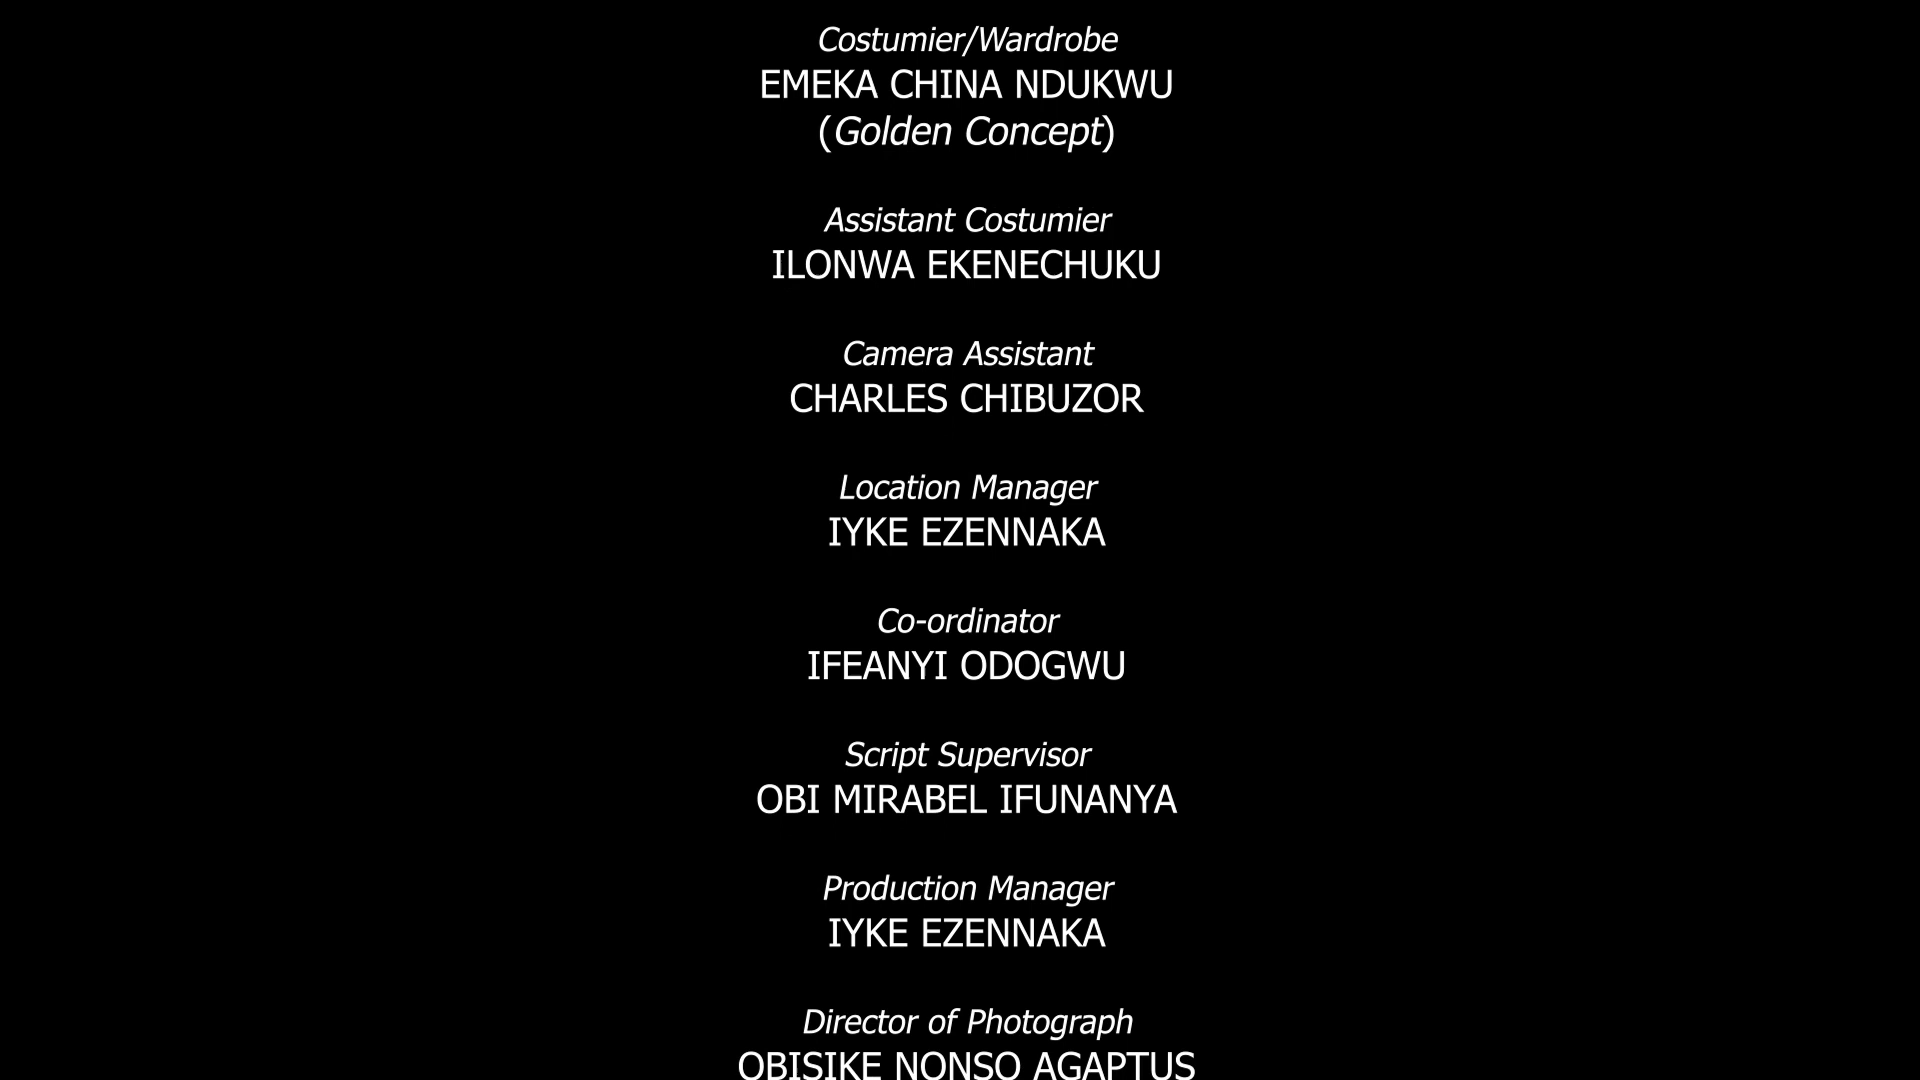 Costumier/Wardrobe
EMEKA CHINA NDUKWU
(Golden Concept)
Assistant Costumier
ILONWA EKENECHUKU
Camera Assistant
CHARLES CHIBUZOR
Location Manager
IYKE EZENNAKA
Co-ordinator
IFEANYI ODOGWU
Script Supervisor
OBI MIRABEL IFUNANYA
Production Manager
IYKE EZENNAKA
Director of Photograph
OBISIKE NONSO AGAPTUS